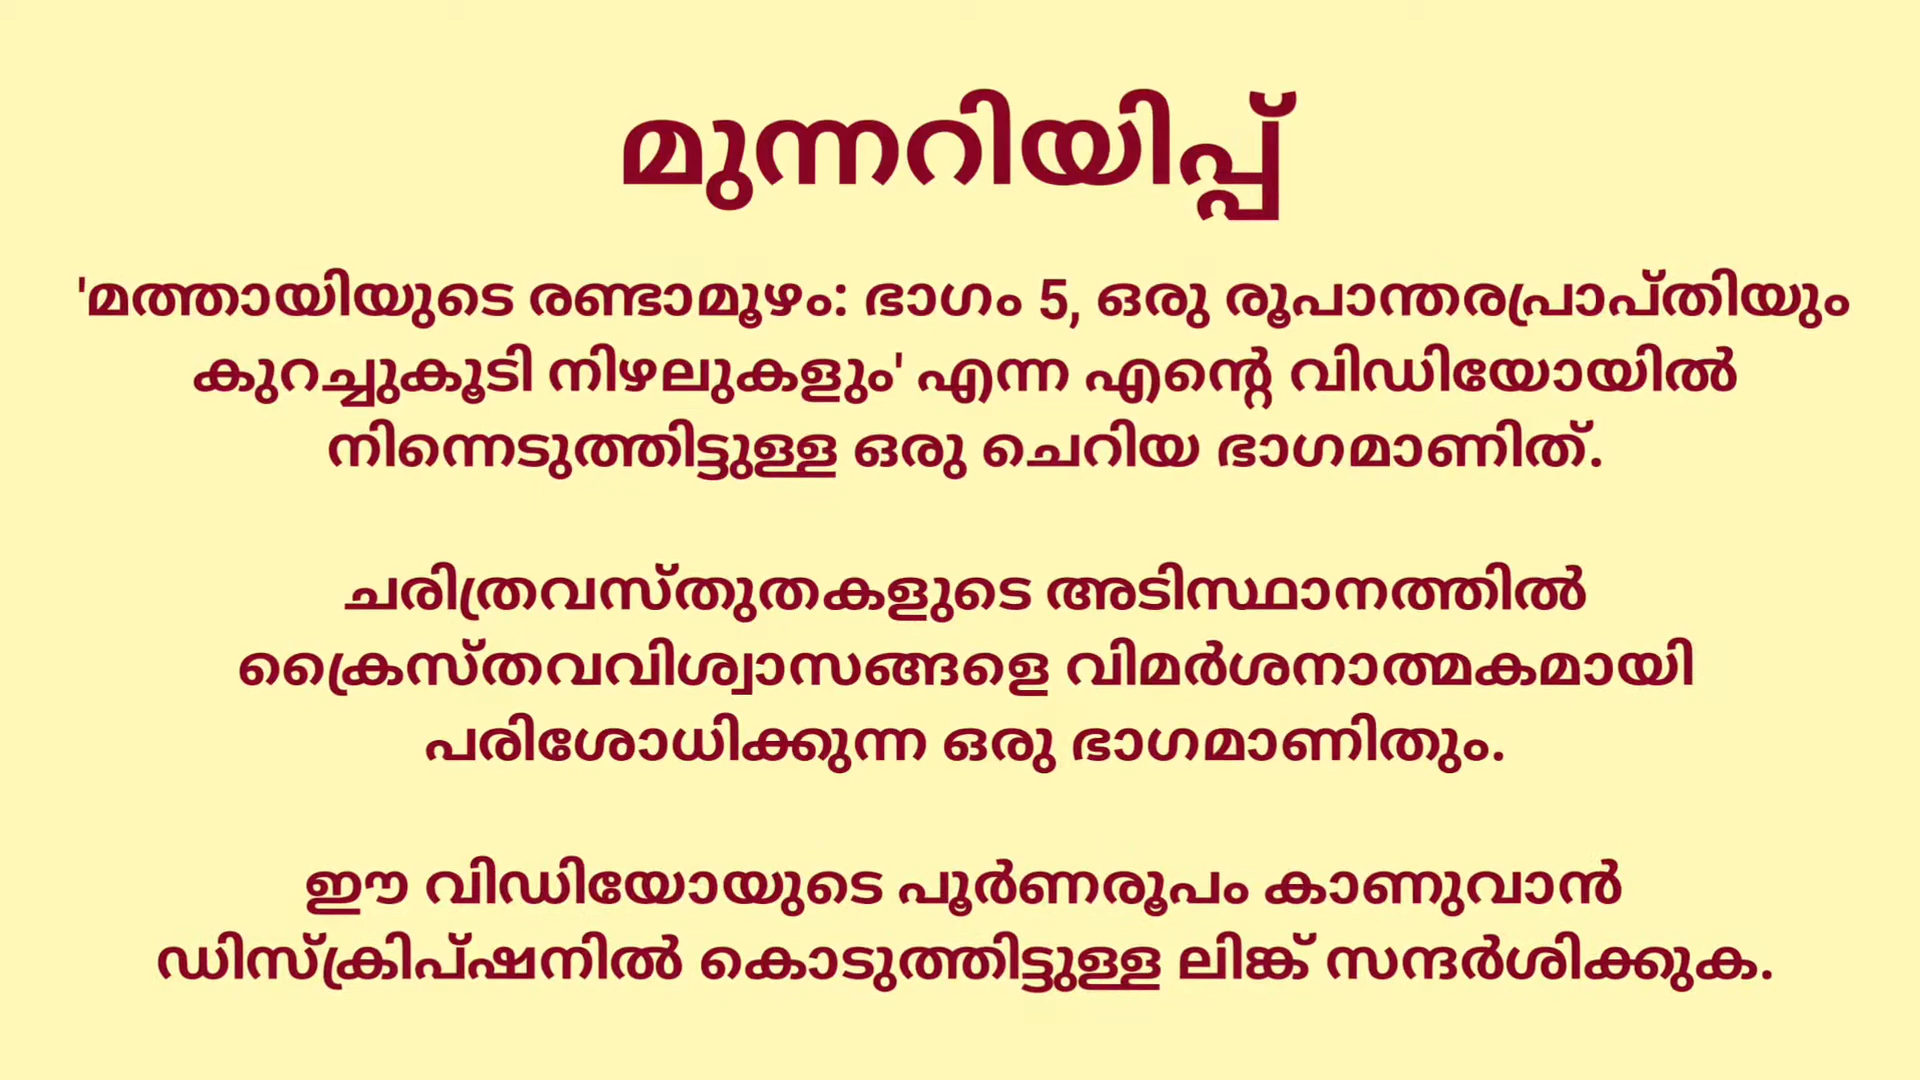 മുന്നറിയിപ്പ്
'മത്തായിയുടെ രണ്ടാമൂഴം: ഭാഗം 5, ഒരു രൂപാന്തരപ്രാപ്തിയും
കുറച്ചുകൂടി നിഴലുകളും' എന്ന എന്റെ വിഡിയോയിൽ
നിന്നെടുത്തിട്ടുള്ള ഒരു ചെറിയ ഭാഗമാണിത്.
ചരിത്രവസ്തുതകളുടെ അടിസ്ഥാനത്തിൽ
ക്രൈസ്തവവിശ്വാസങ്ങളെ വിമർശനാത്മകമായി
പരിശോധിക്കുന്ന ഒരു ഭാഗമാണിതും.
ഈ വിഡിയോയുടെ പൂർണരൂപം കാണുവാൻ
ഡിസ്ക്രിപ്ഷനിൽ കൊടുത്തിട്ടുള്ള ലിങ്ക് സന്ദർശിക്കുക.